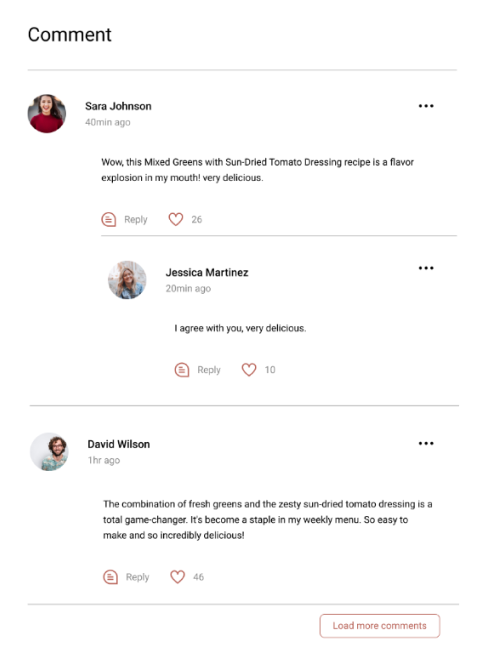 Comment
Sara Johnson
40min ago
Wow, this Mixed Greens with Sun-Dried Tomato Dressing recipe is a flavor
explosion in my mouth! very delicious.
Reply 26
Jessica Martinez
20min ago
I agree with you, very delicious.
Reply 10
David Wilson
1hr ago
The combination of fresh greens and the zesty sun-dried tomato dressing is a
total game-changer. It's become a staple in my weekly menu. So easy to
make and so incredibly delicious!
Reply 46
Load more comments